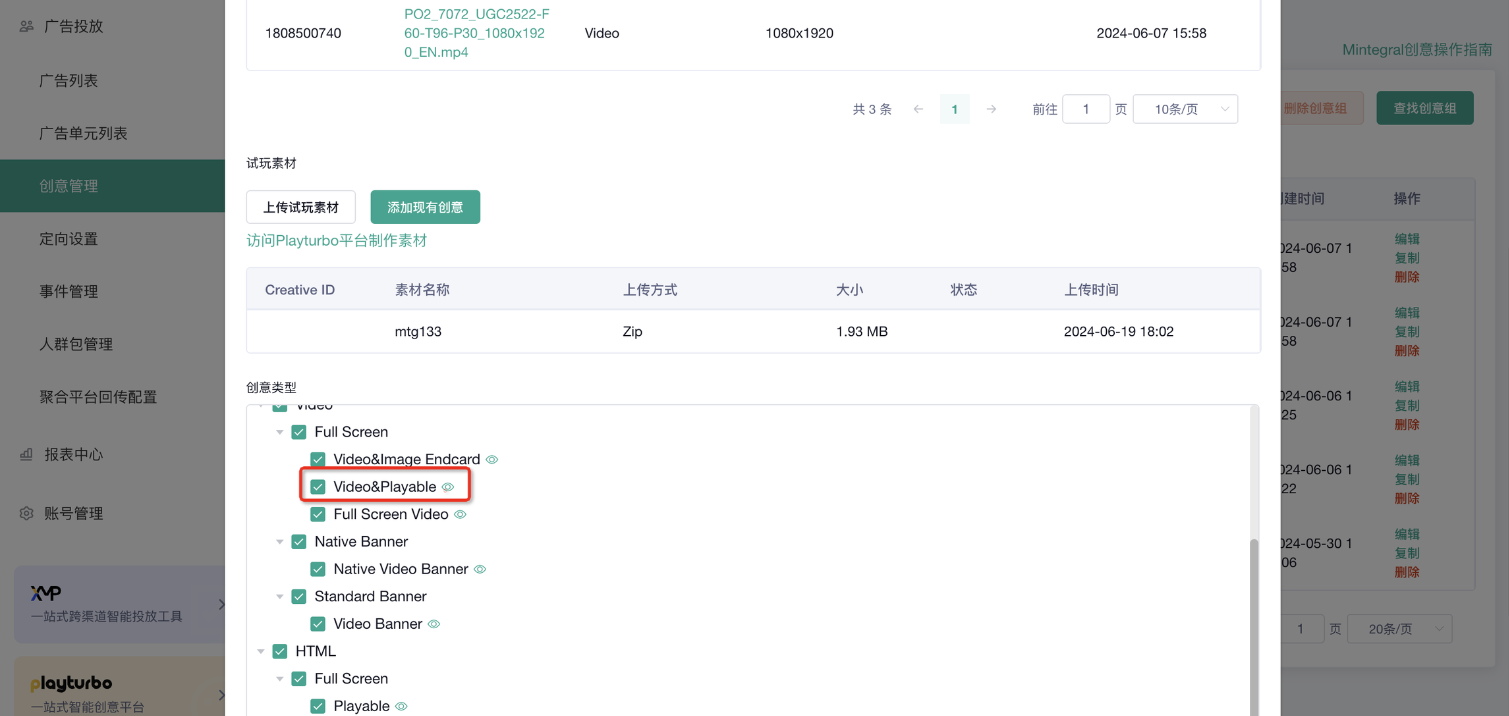 广告投放
广告列表
广告单元列表
创意管理
定向设置
事件管理
人群包管理
聚合平台回传配置
报表中心
账号管理
XMP
一站式跨渠道智能投放工具
playturbo
一站式智能创意平台
1808500740
PO2_7072_UGC2522-F
60-T96-P30_1080x192
0_EN.mp4
Video
1080x1920
2024-06-07 15:58
共 3 条
1
前往 1 页
10条/页
试玩素材
上传试玩素材 添加现有创意
访问Playturbo平台制作素材
Creative ID 素材名称 上传方式 大小 状态 上传时间
mtg133 Zip 1.93 MB 2024-06-19 18:02
创意类型
Video
Full Screen
Video&Image Endcard
Video&Playable
Full Screen Video
Native Banner
Native Video Banner
Standard Banner
Video Banner
HTML
Full Screen
Playable
Mintegral创意操作指南
删除创意组 查找创意组
建时间 操作
024-06-07 1
58
编辑
复制
删除
024-06-07 1
58
编辑
复制
删除
024-06-06 1
25
编辑
复制
删除
024-06-06 1
22
编辑
复制
删除
024-05-30 1
06
编辑
复制
删除
1 页 20条/页